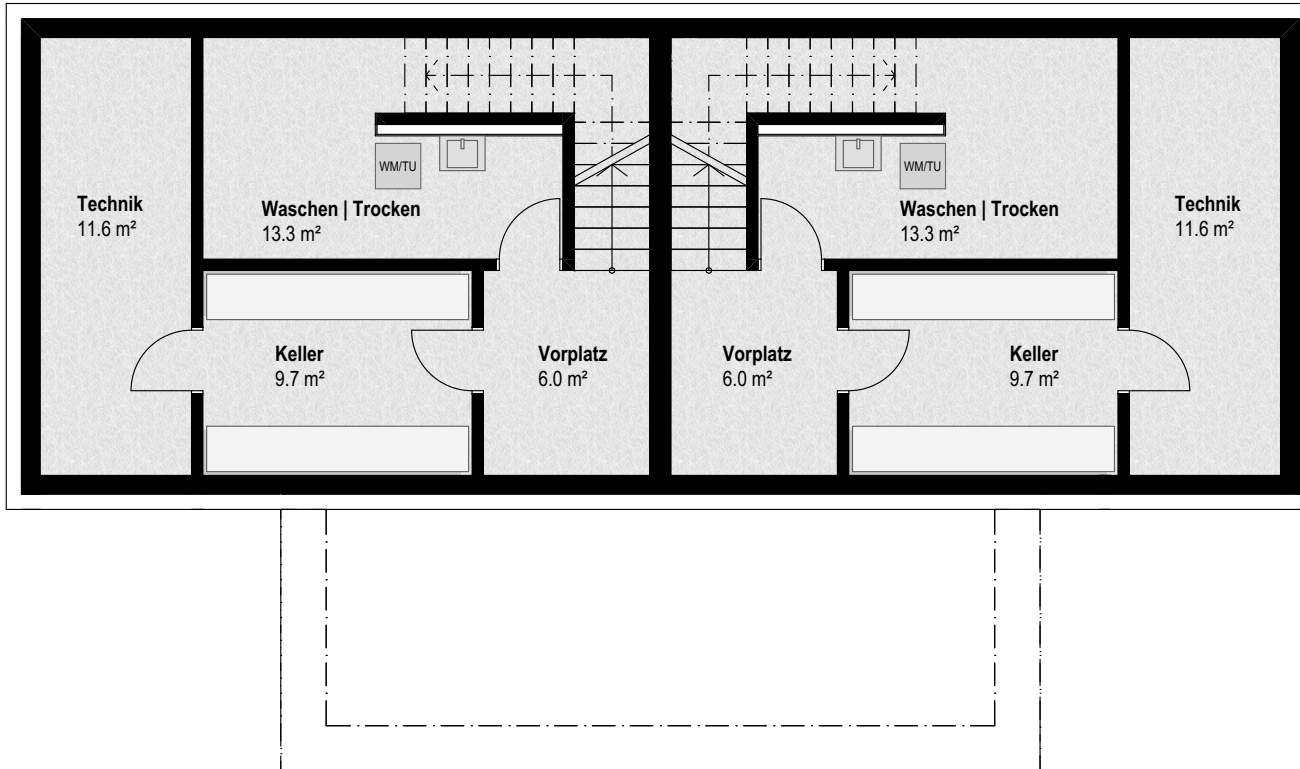 WM/TU
WM/TU
Technik
11.6 m²
Waschen | Trocken
13.3 m²
Waschen | Trocken
13.3 m²
Technik
11.6 m²
Keller
9.7 m²
Vorplatz
6.0 m²
Vorplatz
6.0 m²
Keller
9.7 m²